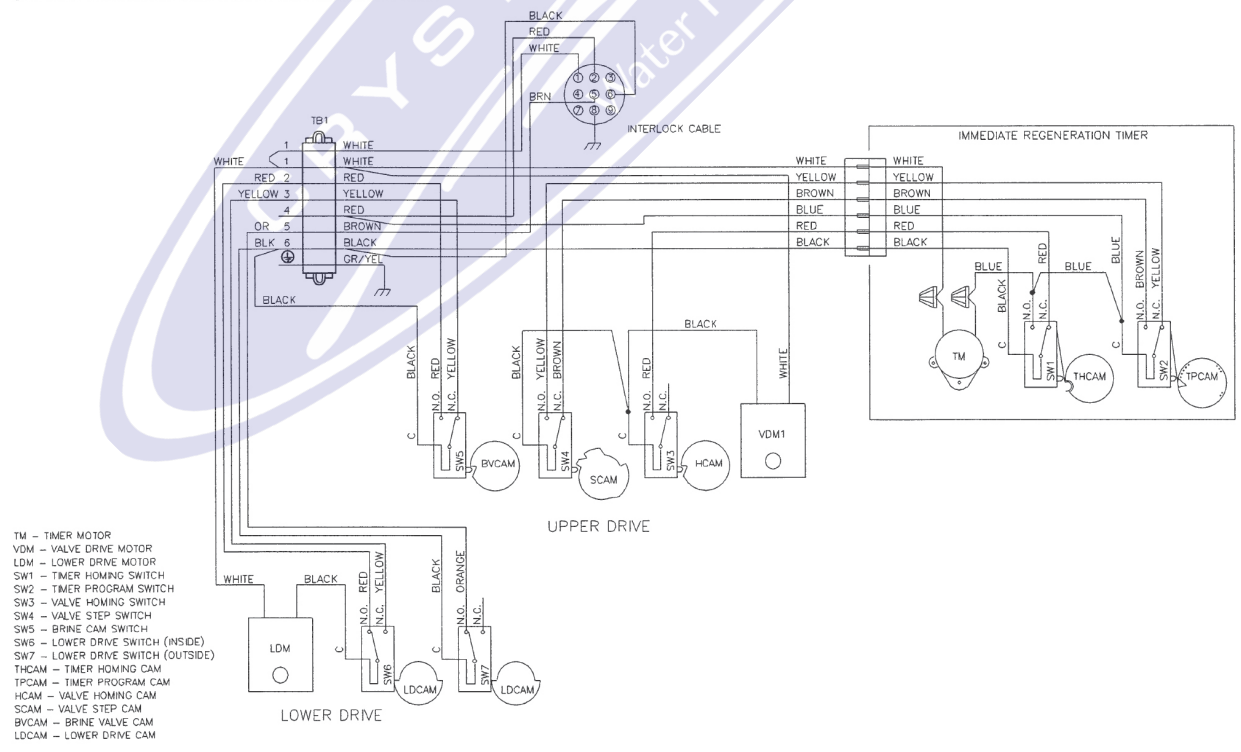 BLACK
RED
WHITE
1 2 3
4 5 6
7 8 9
BRN
INTERLOCK CABLE
CRYS
Water
TB1
1 WHITE
WHITE 1 WHITE
RED 2 RED
YELLOW 3 YELLOW
4 RED
OR 5 BROWN
BLK 6 BLACK
GR/YEL
BLACK
IMMEDIATE REGENERATION TIMER
WHITE WHITE
YELLOW YELLOW
BROWN BROWN
BLUE BLUE
RED RED
BLACK BLACK
BLUE
BLACK
RED
BLUE
BLUE
BROWN
YELLOW
N.O.
N.C.
C
N.O.
N.C.
C
TM
SW1
THCAM
SW2
TPCAM
BLACK
RED
YELLOW
N.O.
N.C.
C
SW5
BVCAM
BLACK
YELLOW
BROWN
N.O.
N.C.
C
SW4
SCAM
BLACK
RED
N.O.
N.C.
C
SW3
HCAM
WHITE
VDM1
UPPER DRIVE
WHITE
BLACK
RED
YELLOW
N.O.
N.C.
C
SW6
LDCAM
BLACK
ORANGE
N.O.
N.C.
C
SW7
LDCAM
LDM
LOWER DRIVE
TM – TIMER MOTOR
VDM – VALVE DRIVE MOTOR
LDM – LOWER DRIVE MOTOR
SW1 – TIMER HOMING SWITCH
SW2 – TIMER PROGRAM SWITCH
SW3 – VALVE HOMING SWITCH
SW4 – VALVE STEP SWITCH
SW5 – BRINE CAM SWITCH
SW6 – LOWER DRIVE SWITCH (INSIDE)
SW7 – LOWER DRIVE SWITCH (OUTSIDE)
THCAM – TIMER HOMING CAM
TPCAM – TIMER PROGRAM CAM
HCAM – VALVE HOMING CAM
SCAM – VALVE STEP CAM
BVCAM – BRINE VALVE CAM
LDCAM – LOWER DRIVE CAM